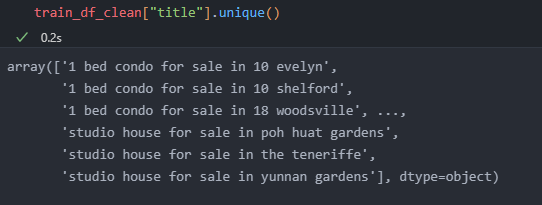 train_df_clean["title"].unique()
✓ 0.2s
array(['1 bed condo for sale in 10 evelyn',
'1 bed condo for sale in 10 shelford',
'1 bed condo for sale in 18 woodsville', ...,
'studio house for sale in poh huat gardens',
'studio house for sale in the teneriffe',
'studio house for sale in yunnan gardens'], dtype=object)